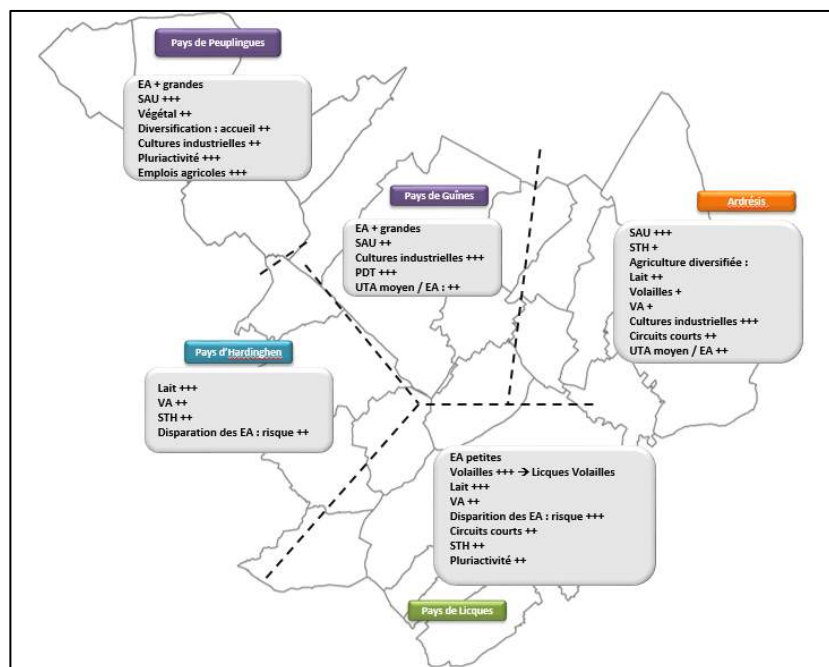 Pays de Peuplingues
EA + grandes
SAU +++
Végétal ++
Diversification : accueil ++
Cultures industrielles ++
Pluriactivité +++
Emplois agricoles +++
Pays de Guînes
EA + grandes
SAU ++
Cultures industrielles +++
PDT +++
UTA moyen / EA : ++
Ardrésis
SAU +++
STH +
Agriculture diversifiée :
Lait ++
Volailles +
VA +
Cultures industrielles +++
Circuits courts ++
UTA moyen / EA ++
Pays d'Hardinghen
Lait +++
VA ++
STH ++
Disparation des EA : risque ++
EA petites
Volailles +++ → Licques Volailles
Lait +++
VA ++
Disparition des EA : risque +++
Circuits courts ++
STH ++
Pluriactivité ++
Pays de Licques